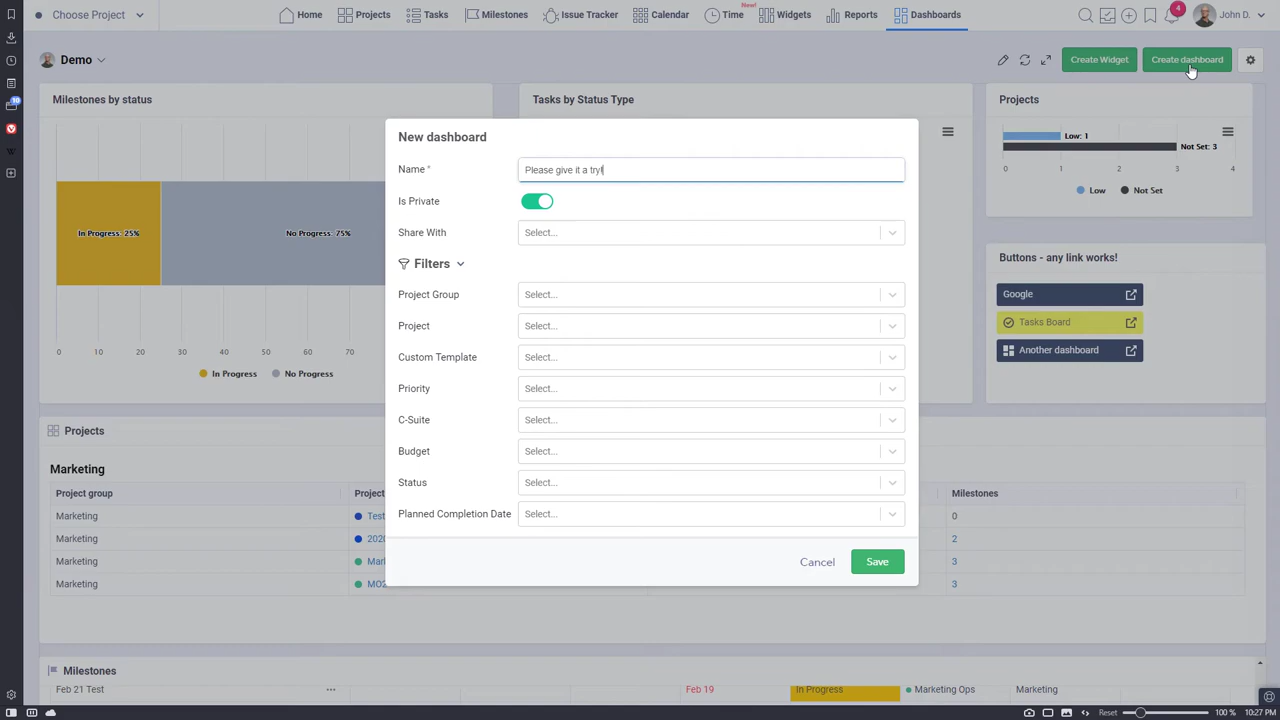 Choose Project
Home
Projects
Tasks
Milestones
Issue Tracker
Calendar
Time
New!
Widgets
Reports
Dashboards
4
John D.
Demo
Create Widget
Create dashboard
Milestones by status
Tasks by Status Type
Projects
In Progress: 25%
No Progress: 75%
0 10 20 30 40 50 60 70
In Progress
No Progress
Low: 1
Not Set: 3
0 1 2 3 4
Low
Not Set
Buttons - any link works!
Google
Tasks Board
Another dashboard
New dashboard
Name *
Please give it a try!
Is Private
Share With
Select...
Filters
Project Group
Select...
Project
Select...
Custom Template
Select...
Priority
Select...
C-Suite
Select...
Budget
Select...
Status
Select...
Planned Completion Date
Select...
Cancel
Save
Projects
Marketing
Project group
Project
Milestones
Marketing
Test
0
Marketing
2020
2
Marketing
Mark
3
Marketing
MO2
3
Milestones
Feb 21 Test
...
Feb 19
In Progress
Marketing Ops
Marketing
Reset
100 %
10:27 PM